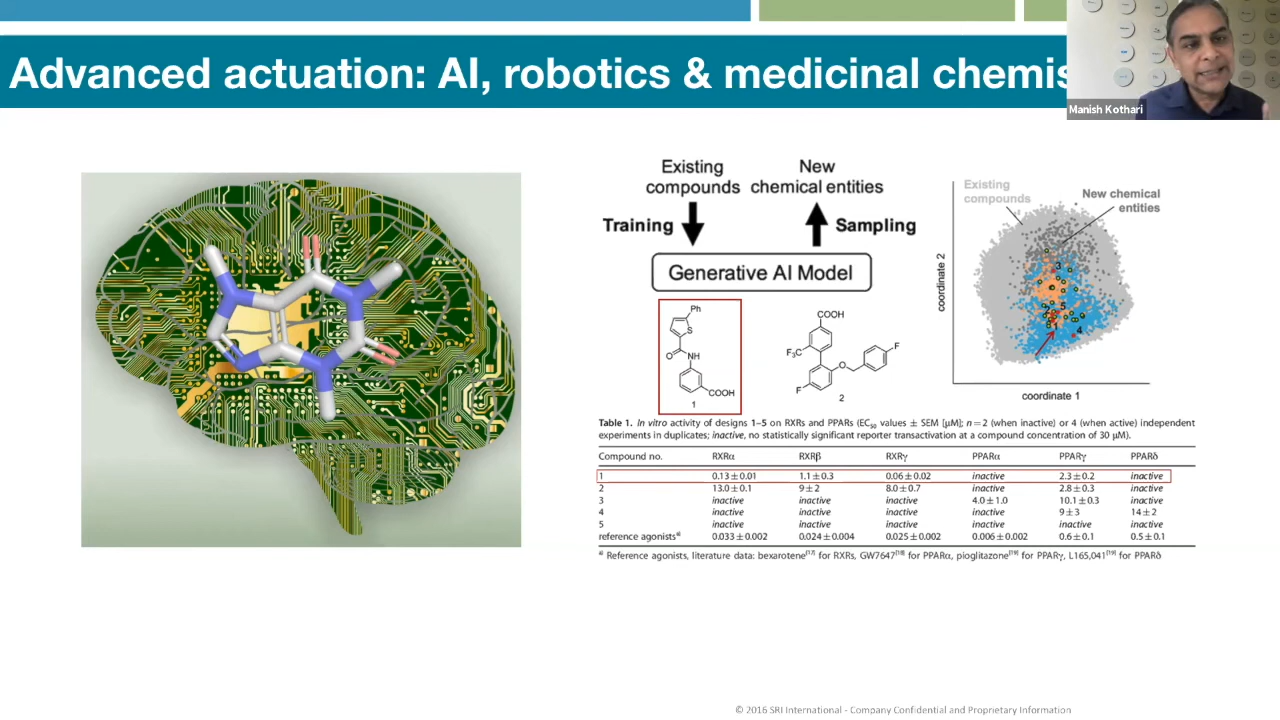 Advanced actuation: AI, robotics & medicinal chemis
Manish Kothari
Existing
compounds
New
chemical entities
Training
Sampling
Generative AI Model
Ph
S
O
NH
COOH
1
COOH
F₃C
O
F
F
2
Existing
compounds
New chemical
entities
coordinate 2
5
1
4
coordinate 1
Table 1. In vitro activity of designs 1–5 on RXRs and PPARs (EC₅₀ values ± SEM [μM]; n=2 (when inactive) or 4 (when active) independent
experiments in duplicates; inactive, no statistically significant reporter transactivation at a compound concentration of 30 μM).
Compound no. RXRα RXRβ RXRγ PPARα PPARγ PPARδ
1 0.13±0.01 1.1±0.3 0.06±0.02 inactive 2.3±0.2 inactive
2 13.0±0.1 9±2 8.0±0.7 inactive 2.8±0.3 inactive
3 inactive inactive inactive 4.0±1.0 10.1±0.3 inactive
4 inactive inactive inactive inactive 9±3 14±2
5 inactive inactive inactive inactive inactive inactive
reference agonists a) 0.033±0.002 0.024±0.004 0.025±0.002 0.006±0.002 0.6±0.1 0.5±0.1
a) Reference agonists, literature data: bexarotene[17] for RXRs, GW7647[18] for PPARα, pioglitazone[19] for PPARγ, L165,041[19] for PPARδ
© 2016 SRI International - Company Confidential and Proprietary Information